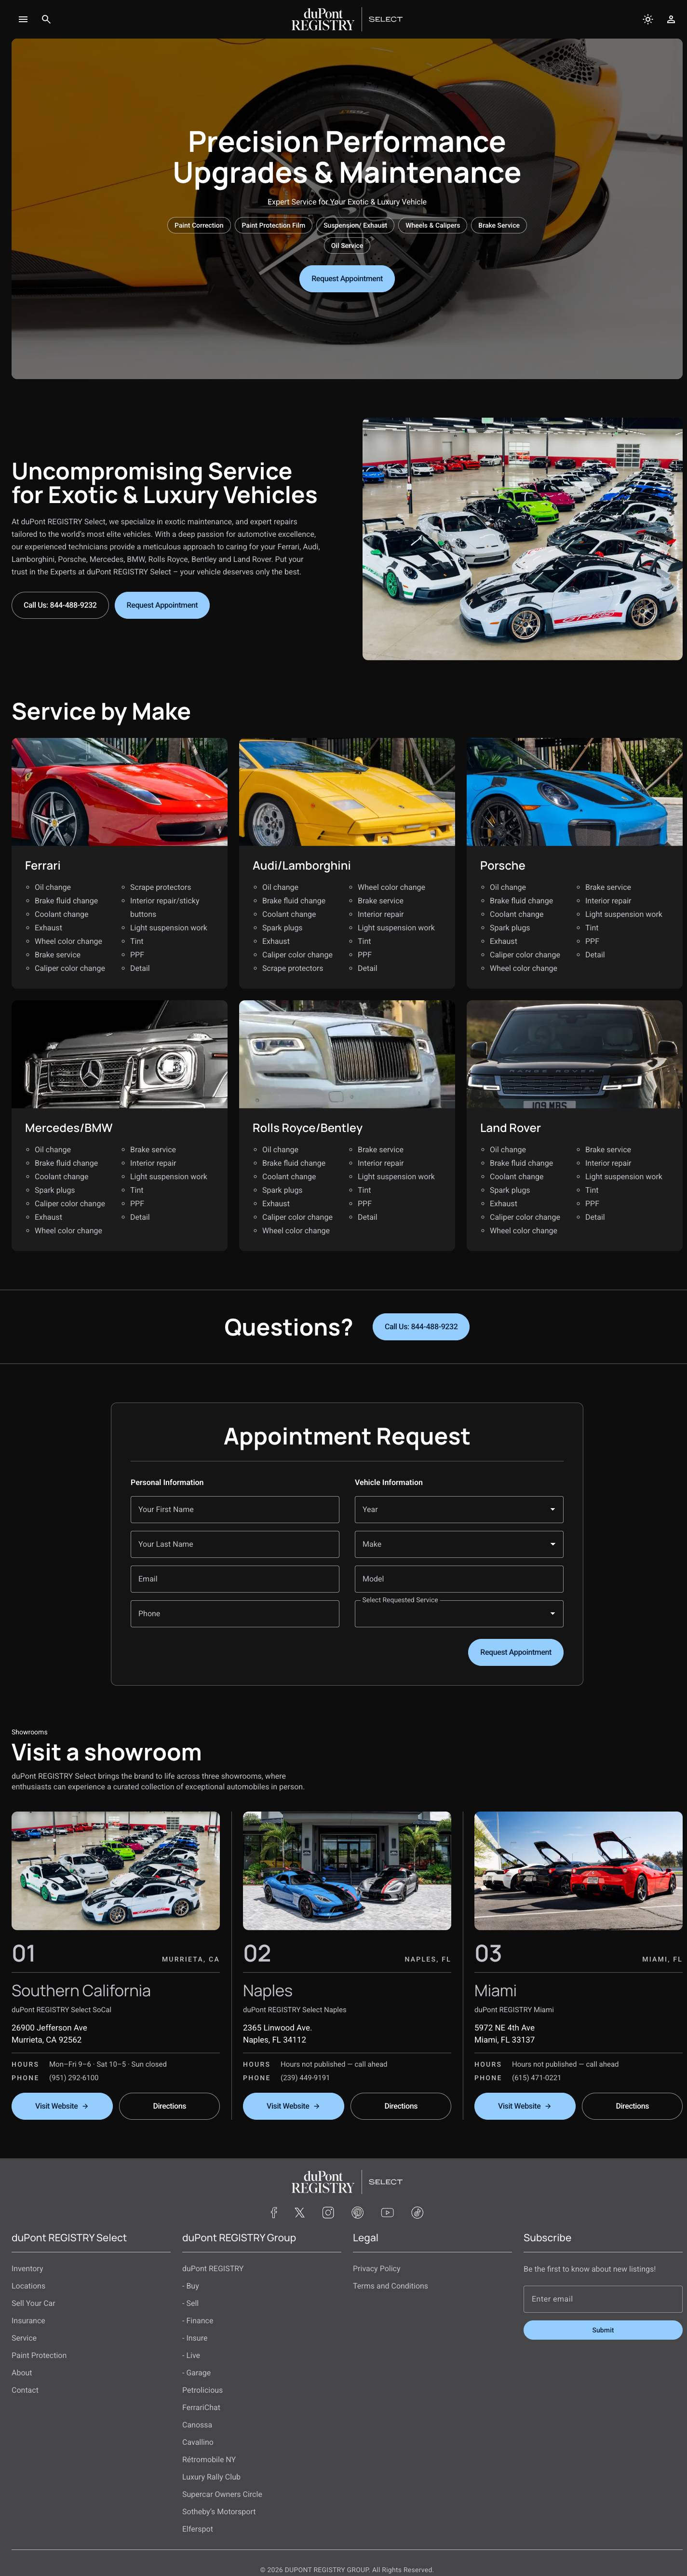 duPont
REGISTRY
SELECT
Precision Performance
Upgrades & Maintenance
Expert Service for Your Exotic & Luxury Vehicle
Paint Correction
Paint Protection Film
Suspension/ Exhaust
Wheels & Calipers
Brake Service
Oil Service
Request Appointment
Uncompromising Service
for Exotic & Luxury Vehicles
At duPont REGISTRY Select, we specialize in exotic maintenance, and expert repairs
tailored to the world's most elite vehicles. With a deep passion for automotive excellence,
our experienced technicians provide a meticulous approach to caring for your Ferrari, Audi,
Lamborghini, Porsche, Mercedes, BMW, Rolls Royce, Bentley and Land Rover. Put your
trust in the Experts at duPont REGISTRY Select – your vehicle deserves only the best.
Call Us: 844-488-9232
Request Appointment
Service by Make
Ferrari
Oil change
Brake fluid change
Coolant change
Exhaust
Wheel color change
Brake service
Caliper color change
Scrape protectors
Interior repair/sticky
buttons
Light suspension work
Tint
PPF
Detail
Audi/Lamborghini
Oil change
Brake fluid change
Coolant change
Spark plugs
Exhaust
Caliper color change
Scrape protectors
Wheel color change
Brake service
Interior repair
Light suspension work
Tint
PPF
Detail
Porsche
Oil change
Brake fluid change
Coolant change
Spark plugs
Exhaust
Caliper color change
Wheel color change
Brake service
Interior repair
Light suspension work
Tint
PPF
Detail
Mercedes/BMW
Oil change
Brake fluid change
Coolant change
Spark plugs
Caliper color change
Exhaust
Wheel color change
Brake service
Interior repair
Light suspension work
Tint
PPF
Detail
Rolls Royce/Bentley
Oil change
Brake fluid change
Coolant change
Spark plugs
Exhaust
Caliper color change
Wheel color change
Brake service
Interior repair
Light suspension work
Tint
PPF
Detail
Land Rover
Oil change
Brake fluid change
Coolant change
Spark plugs
Exhaust
Caliper color change
Wheel color change
Brake service
Interior repair
Light suspension work
Tint
PPF
Detail
Questions?
Call Us: 844-488-9232
Appointment Request
Personal Information
Your First Name
Your Last Name
Email
Phone
Vehicle Information
Year
Make
Model
Select Requested Service
Request Appointment
Showrooms
Visit a showroom
duPont REGISTRY Select brings the brand to life across three showrooms, where
enthusiasts can experience a curated collection of exceptional automobiles in person.
01
MURRIETA, CA
Southern California
duPont REGISTRY Select SoCal
26900 Jefferson Ave
Murrieta, CA 92562
HOURS Mon–Fri 9–6 · Sat 10–5 · Sun closed
PHONE (951) 292-6100
Visit Website →
Directions
02
NAPLES, FL
Naples
duPont REGISTRY Select Naples
2365 Linwood Ave.
Naples, FL 34112
HOURS Hours not published — call ahead
PHONE (239) 449-9191
Visit Website →
Directions
03
MIAMI, FL
Miami
duPont REGISTRY Miami
5972 NE 4th Ave
Miami, FL 33137
HOURS Hours not published — call ahead
PHONE (615) 471-0221
Visit Website →
Directions
duPont
REGISTRY
SELECT
duPont REGISTRY Select
Inventory
Locations
Sell Your Car
Insurance
Service
Paint Protection
About
Contact
duPont REGISTRY Group
duPont REGISTRY
- Buy
- Sell
- Finance
- Insure
- Live
- Garage
Petrolicious
FerrariChat
Canossa
Cavallino
Rétromobile NY
Luxury Rally Club
Supercar Owners Circle
Sotheby's Motorsport
Elferspot
Legal
Privacy Policy
Terms and Conditions
Subscribe
Be the first to know about new listings!
Enter email
Submit
© 2026 DUPONT REGISTRY GROUP. All Rights Reserved.